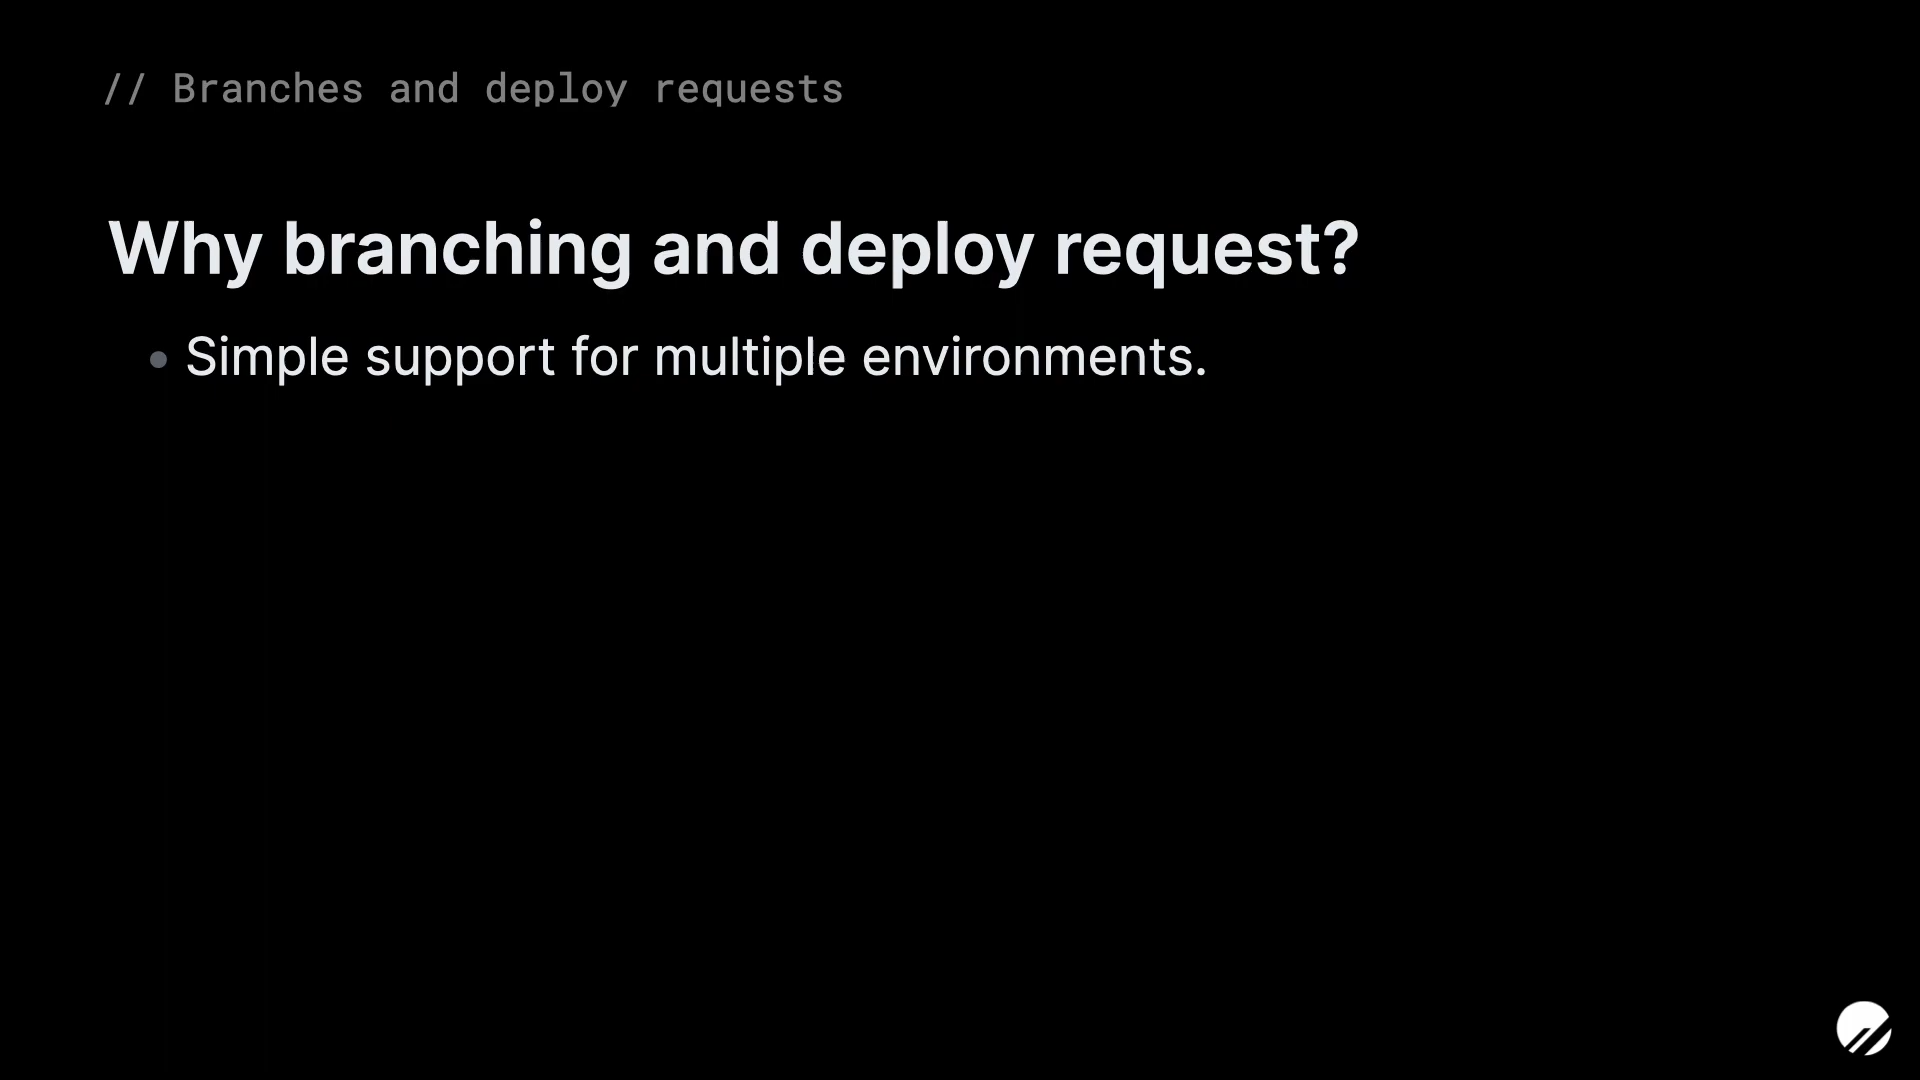 // Branches and deploy requests
Why branching and deploy request?
• Simple support for multiple environments.